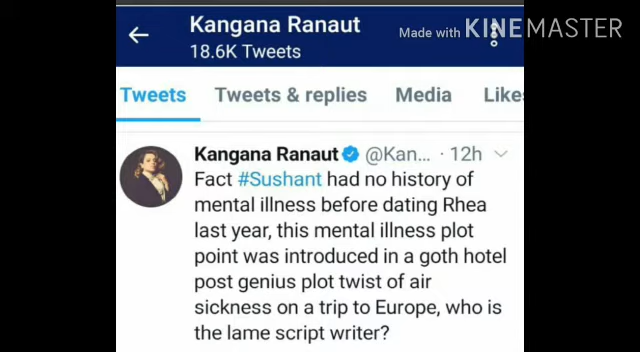 Kangana Ranaut
18.6K Tweets
Made with KINEMASTER
Tweets Tweets & replies Media Like
Kangana Ranaut @Kan... · 12h
Fact #Sushant had no history of
mental illness before dating Rhea
last year, this mental illness plot
point was introduced in a goth hotel
post genius plot twist of air
sickness on a trip to Europe, who is
the lame script writer?